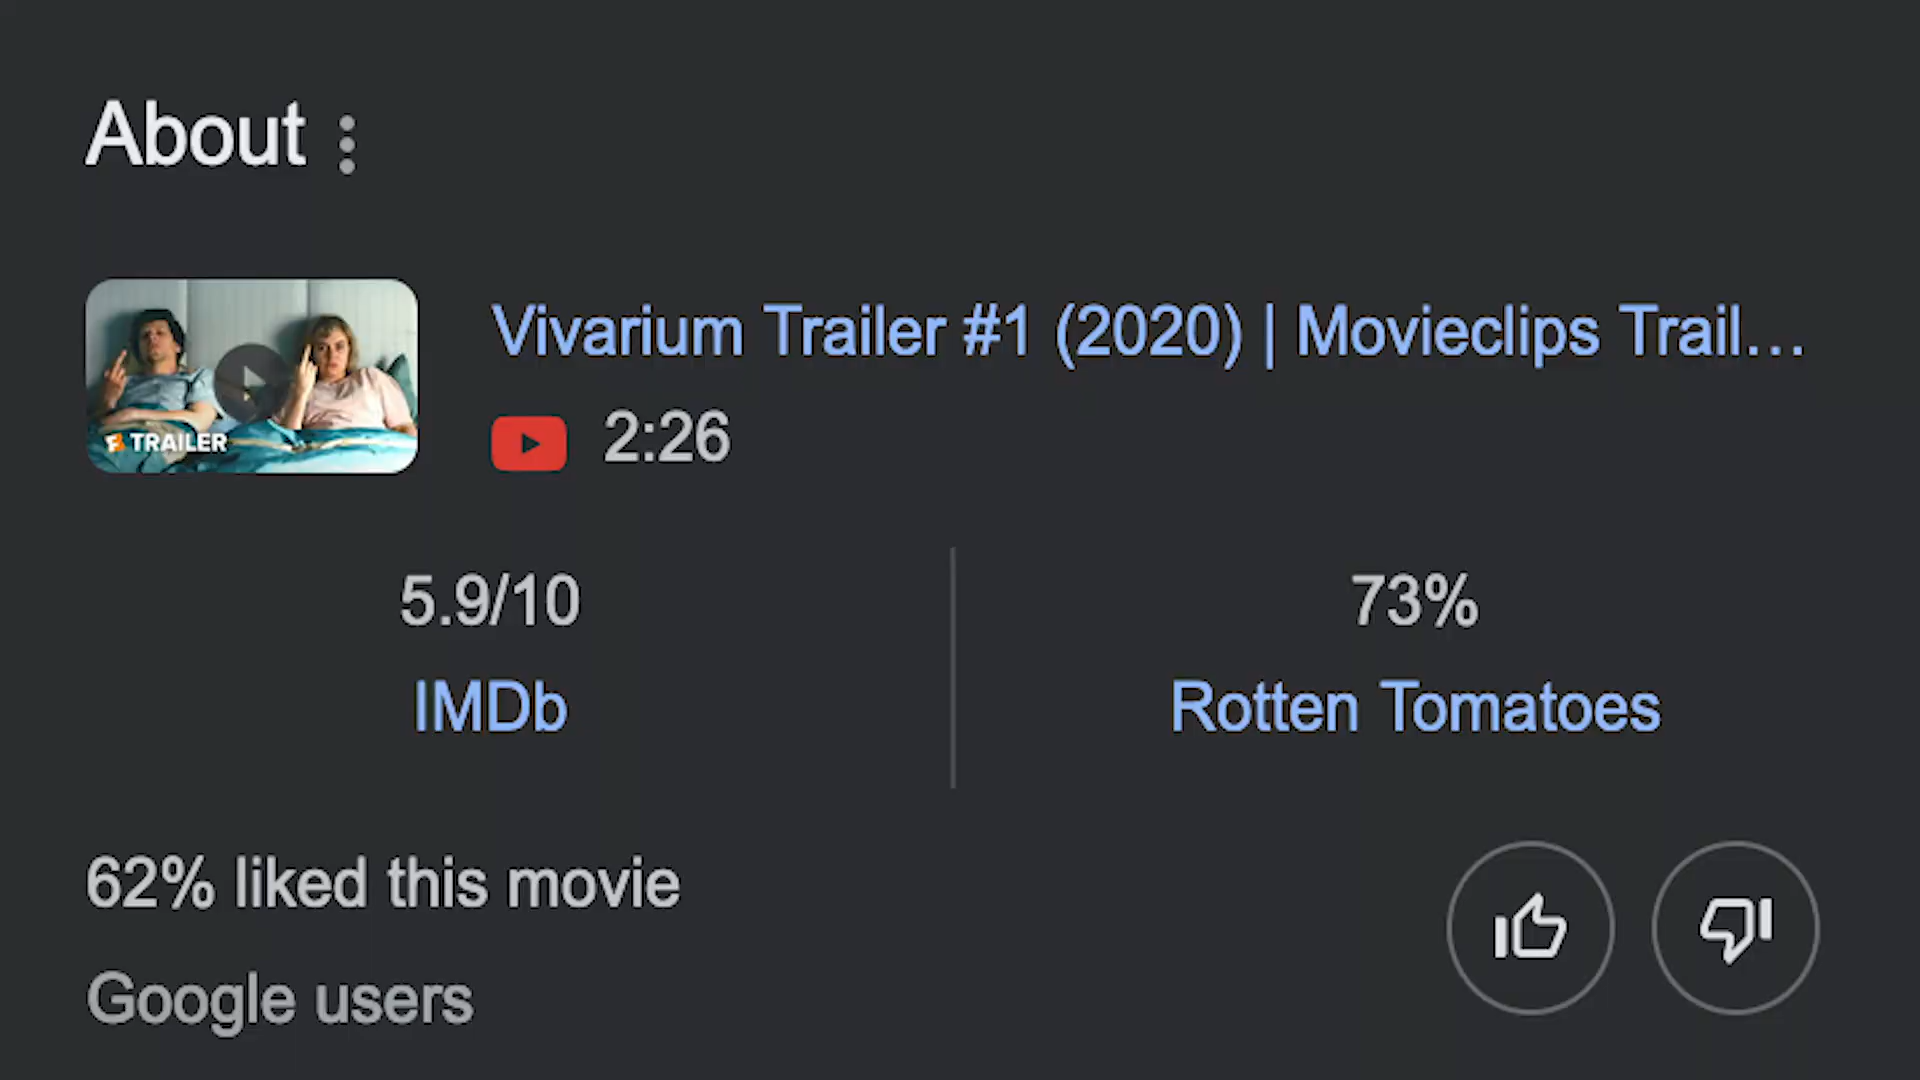 About
Vivarium Trailer #1 (2020) | Movieclips Trail...
TRAILER
2:26
5.9/10
73%
IMDb
Rotten Tomatoes
62% liked this movie
Google users